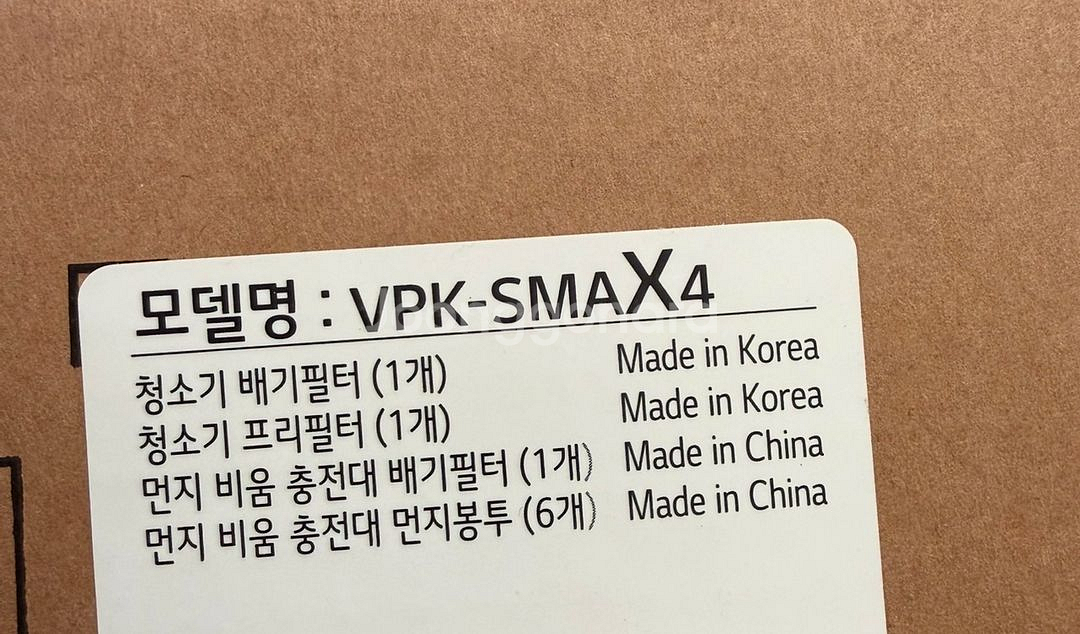 모델명 : VPK-SMAX4
청소기 배기필터 (1개) Made in Korea
청소기 프리필터 (1개) Made in Korea
먼지 비움 충전대 배기필터 (1개) Made in China
먼지 비움 충전대 먼지봉투 (6개) Made in China